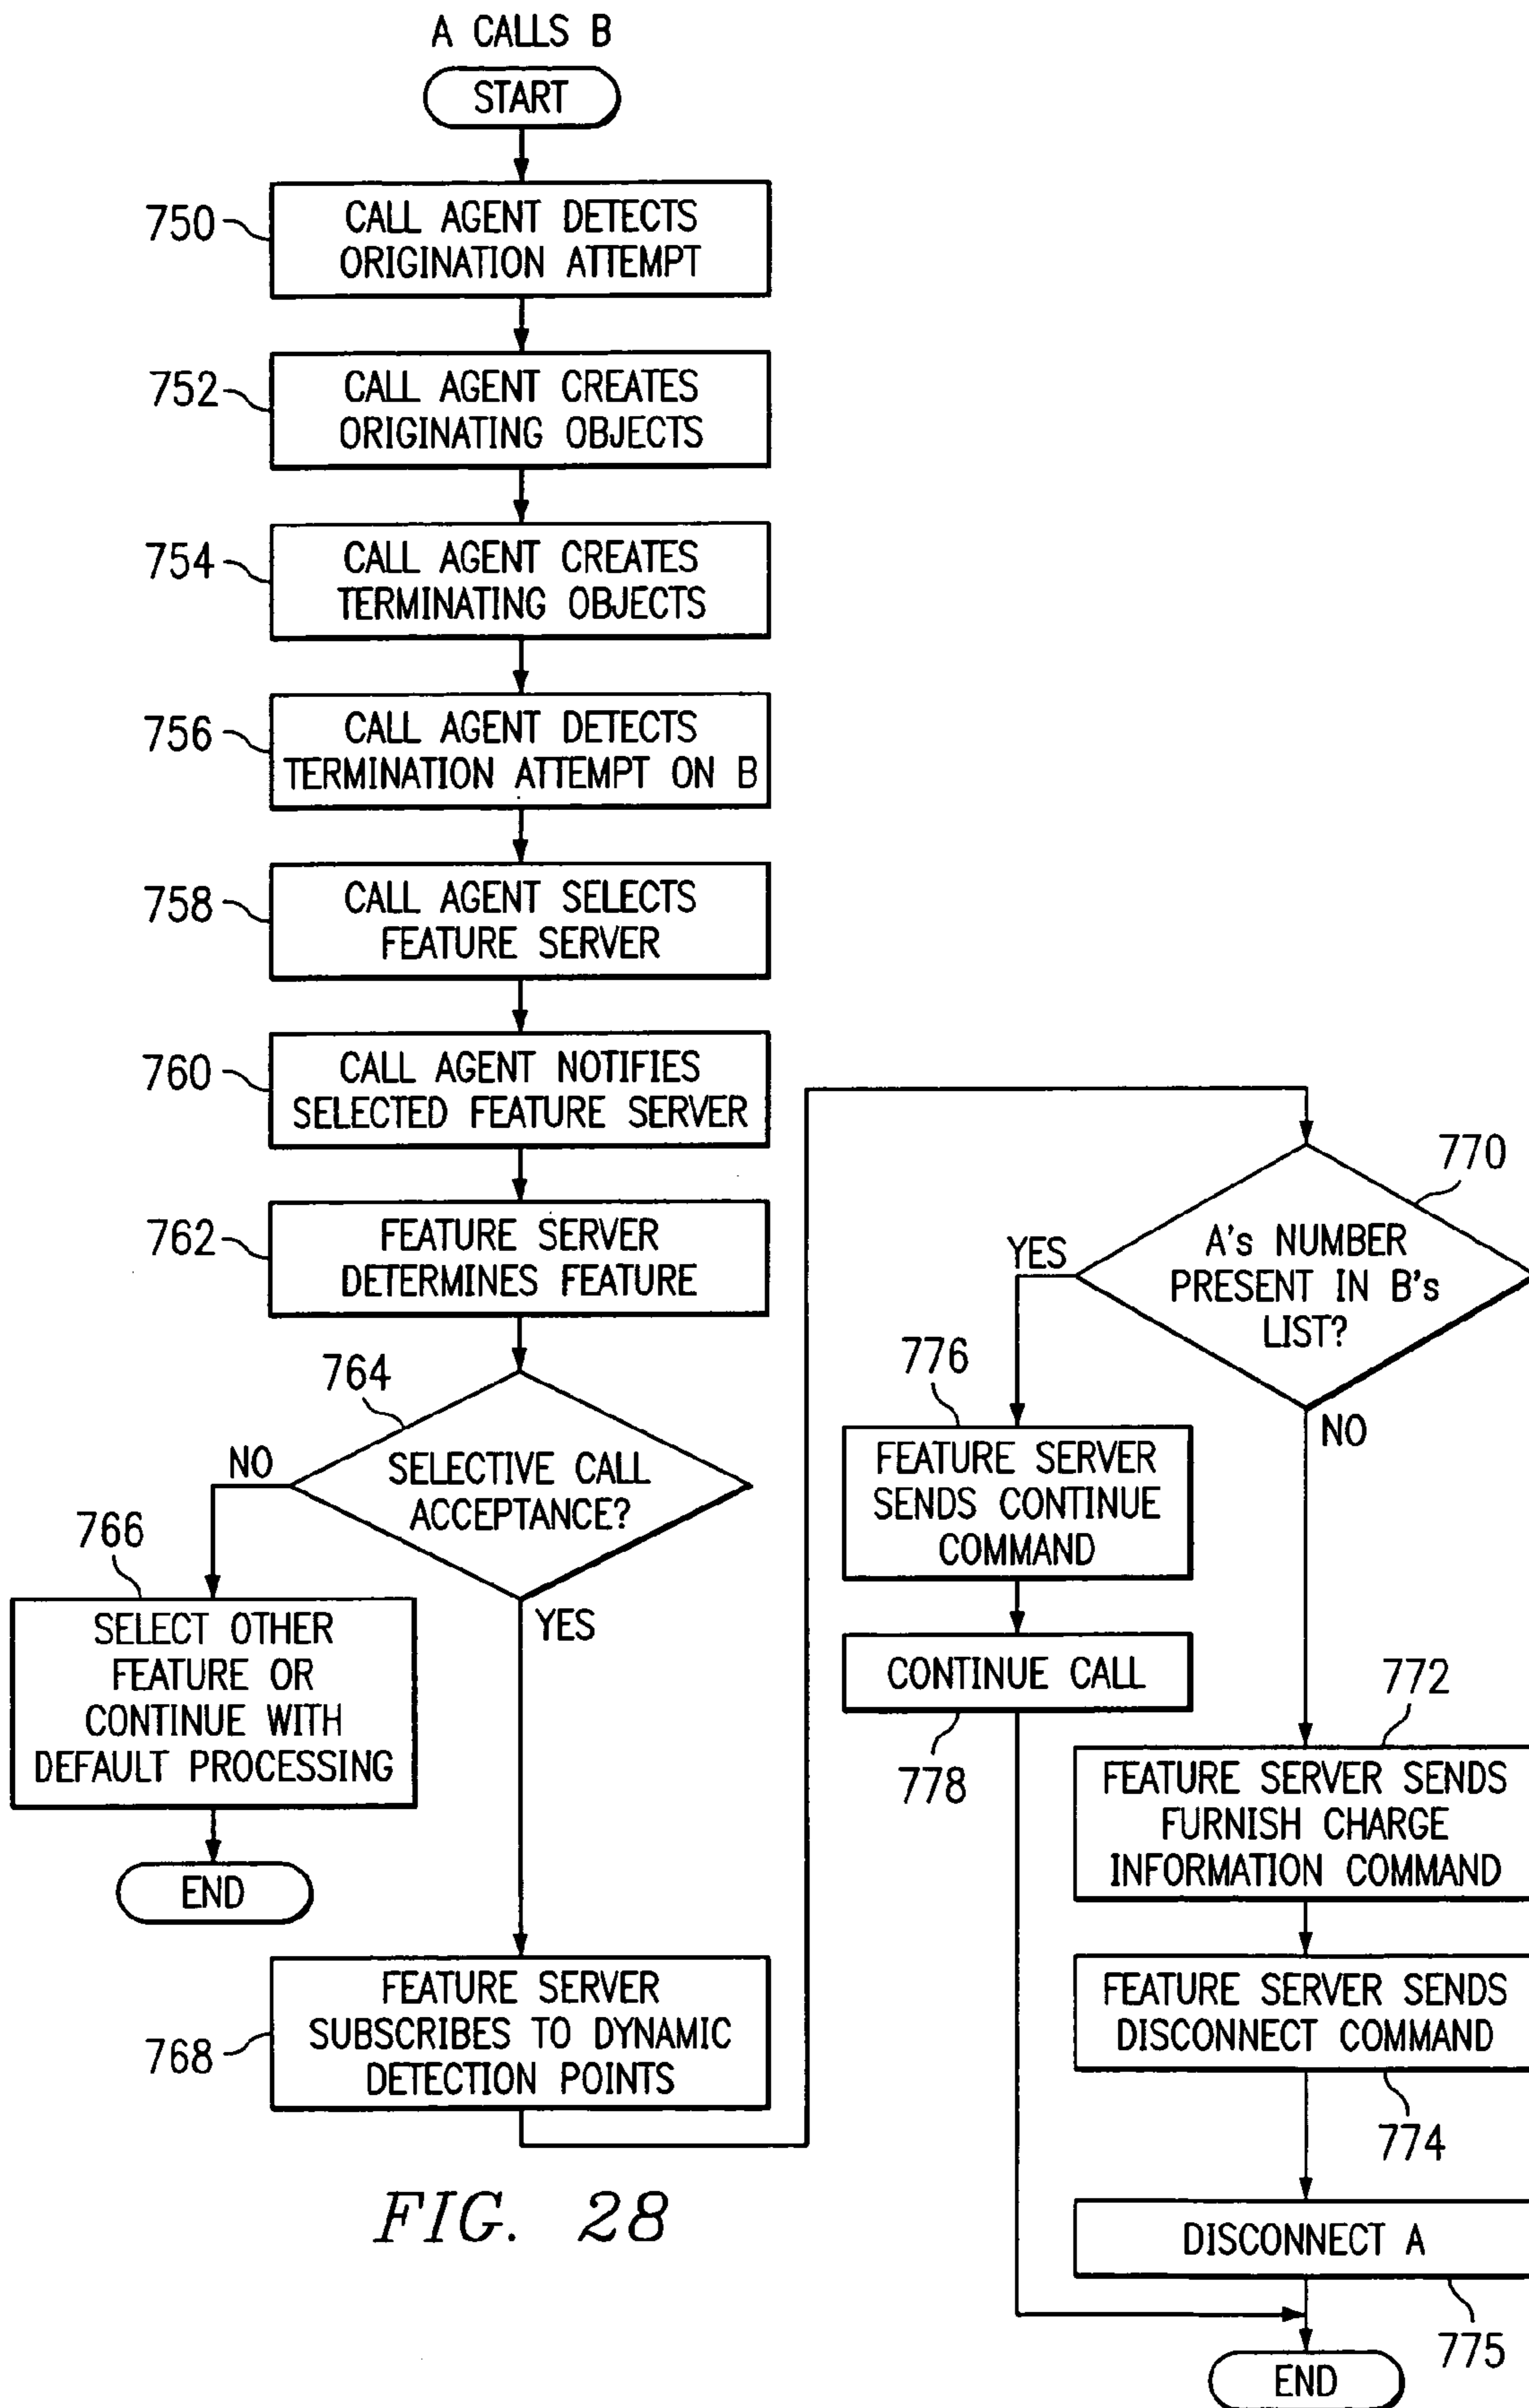 A CALLS B
START
750
CALL AGENT DETECTS
ORIGINATION ATTEMPT
752
CALL AGENT CREATES
ORIGINATING OBJECTS
754
CALL AGENT CREATES
TERMINATING OBJECTS
756
CALL AGENT DETECTS
TERMINATION ATTEMPT ON B
758
CALL AGENT SELECTS
FEATURE SERVER
760
CALL AGENT NOTIFIES
SELECTED FEATURE SERVER
762
FEATURE SERVER
DETERMINES FEATURE
764
SELECTIVE CALL
ACCEPTANCE?
NO
766
SELECT OTHER
FEATURE OR
CONTINUE WITH
DEFAULT PROCESSING
END
YES
768
FEATURE SERVER
SUBSCRIBES TO DYNAMIC
DETECTION POINTS
770
A's NUMBER
PRESENT IN B's
LIST?
YES
776
FEATURE SERVER
SENDS CONTINUE
COMMAND
CONTINUE CALL
778
NO
772
FEATURE SERVER SENDS
FURNISH CHARGE
INFORMATION COMMAND
FEATURE SERVER SENDS
DISCONNECT COMMAND
774
DISCONNECT A
775
END
FIG. 28